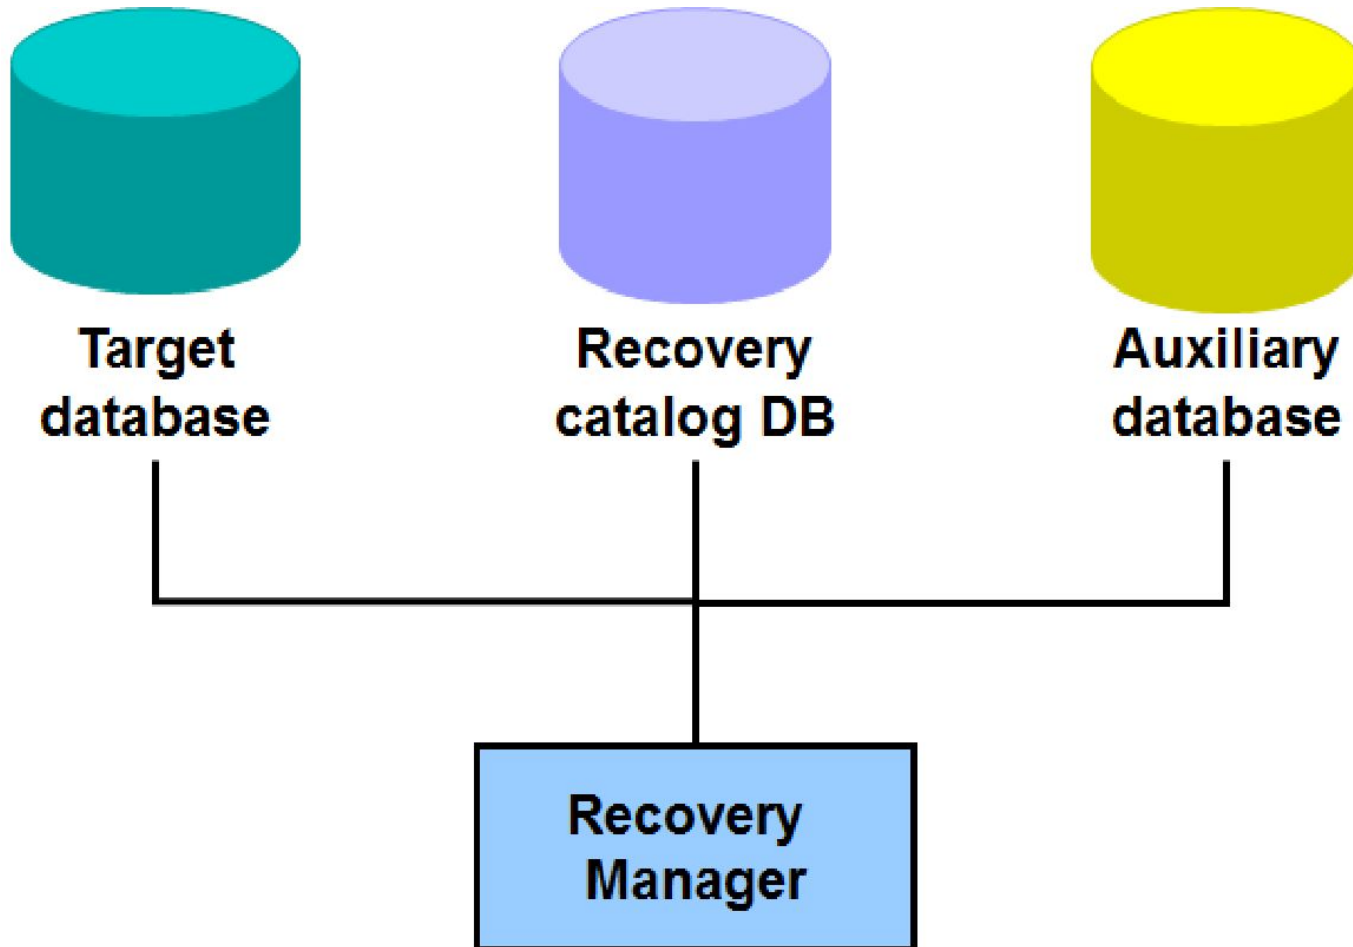 Target
database
Recovery
catalog DB
Auxiliary
database
Recovery
Manager